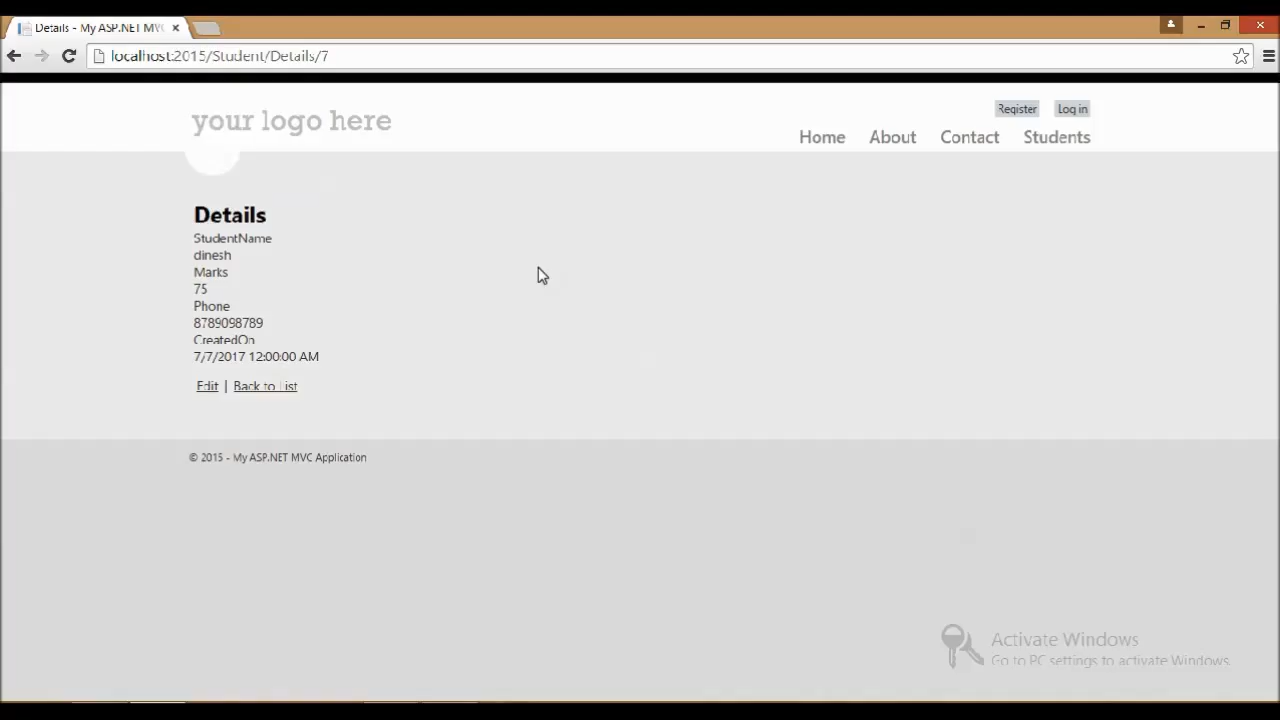 Details - My ASP.NET MVC
localhost:2015/Student/Details/7
your logo here
Register Log in
Home About Contact Students
Details
StudentName
dinesh
Marks
75
Phone
8789098789
CreatedOn
7/7/2017 12:00:00 AM
Edit | Back to List
© 2015 - My ASP.NET MVC Application
Activate Windows
Go to PC settings to activate Windows.